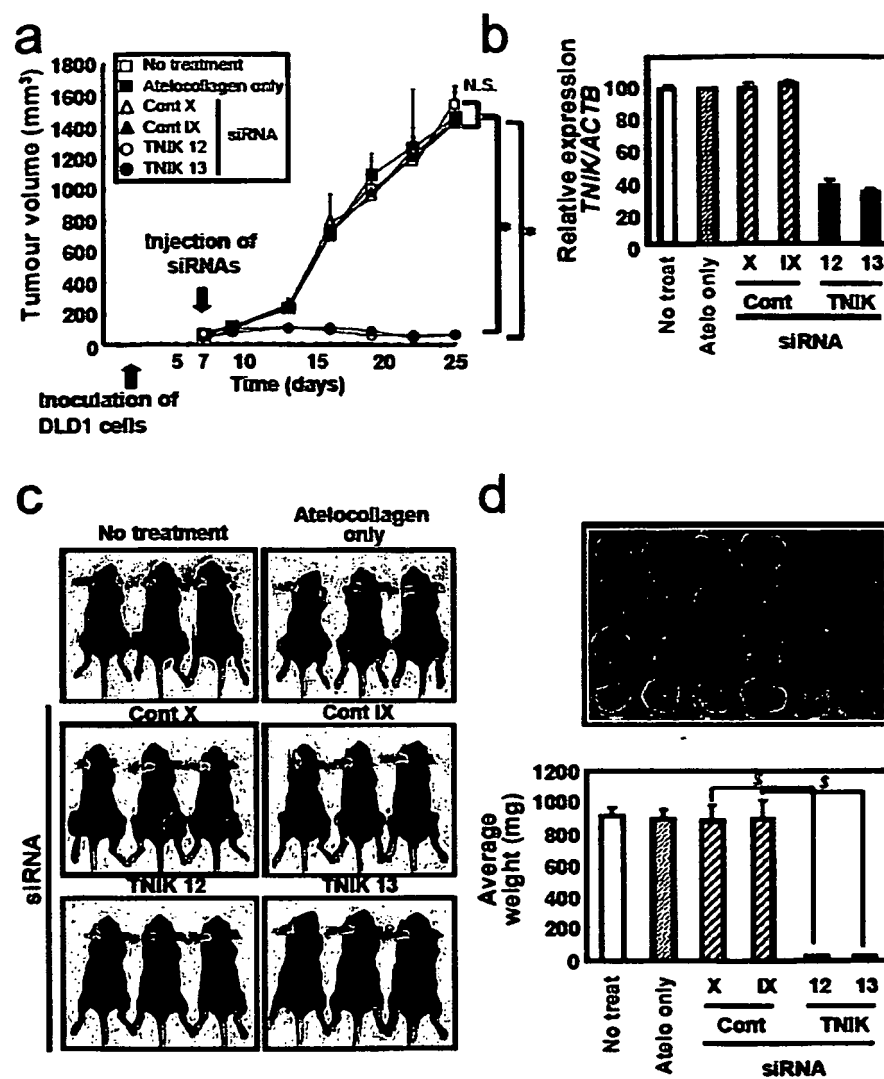 a
1800
1600
1400
1200
1000
800
600
400
200
0
Tumour volume (mm³)
No treatment
Atelocollagen only
Cont X
Cont IX
TNIK 12
TNIK 13
siRNA
N.S.
*
*
Injection of
siRNAs
5 7 10 15 20 25
Time (days)
Inoculation of
DLD1 cells
b
Relative expression
TNIK/ACTB
100
80
60
40
20
0
No treat
Atelo only
X IX 12 13
Cont TNIK
siRNA
c
No treatment
Atelocollagen
only
Cont X
Cont IX
TNIK 12
TNIK 13
siRNA
d
Average
weight (mg)
1200
1000
800
600
400
200
0
$ $
No treat
Atelo only
X IX 12 13
Cont TNIK
siRNA